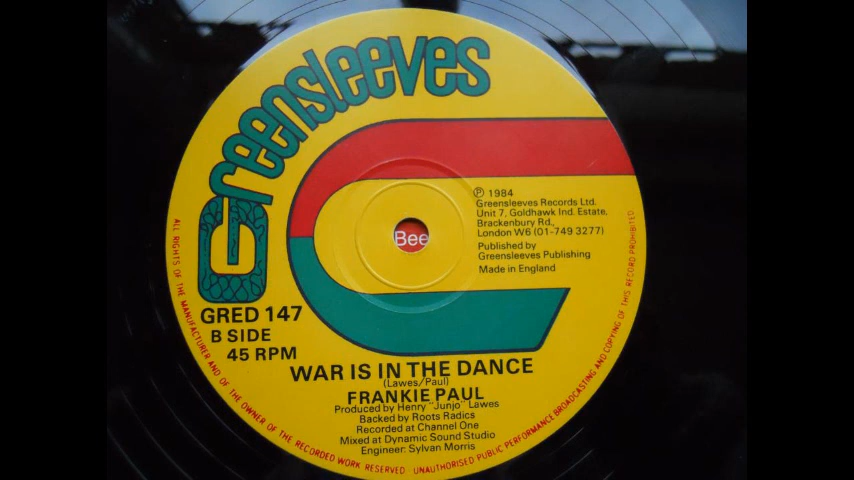 Greensleeves
℗ 1984
Greensleeves Records Ltd.
Unit 7, Goldhawk Ind. Estate,
Brackenbury Rd.,
London W6 (01-749 3277)
Published by
Greensleeves Publishing
Made in England
Bee
GRED 147
B SIDE
45 RPM
WAR IS IN THE DANCE
(Lawes/Paul)
FRANKIE PAUL
Produced by Henry "Junjo" Lawes
Backed by Roots Radics
Recorded at Channel One
Mixed at Dynamic Sound Studio
Engineer: Sylvan Morris
ALL RIGHTS OF THE MANUFACTURER AND OF THE OWNER OF THE RECORDED WORK RESERVED · UNAUTHORISED PUBLIC PERFORMANCE BROADCASTING AND COPYING OF THIS RECORD PROHIBITED